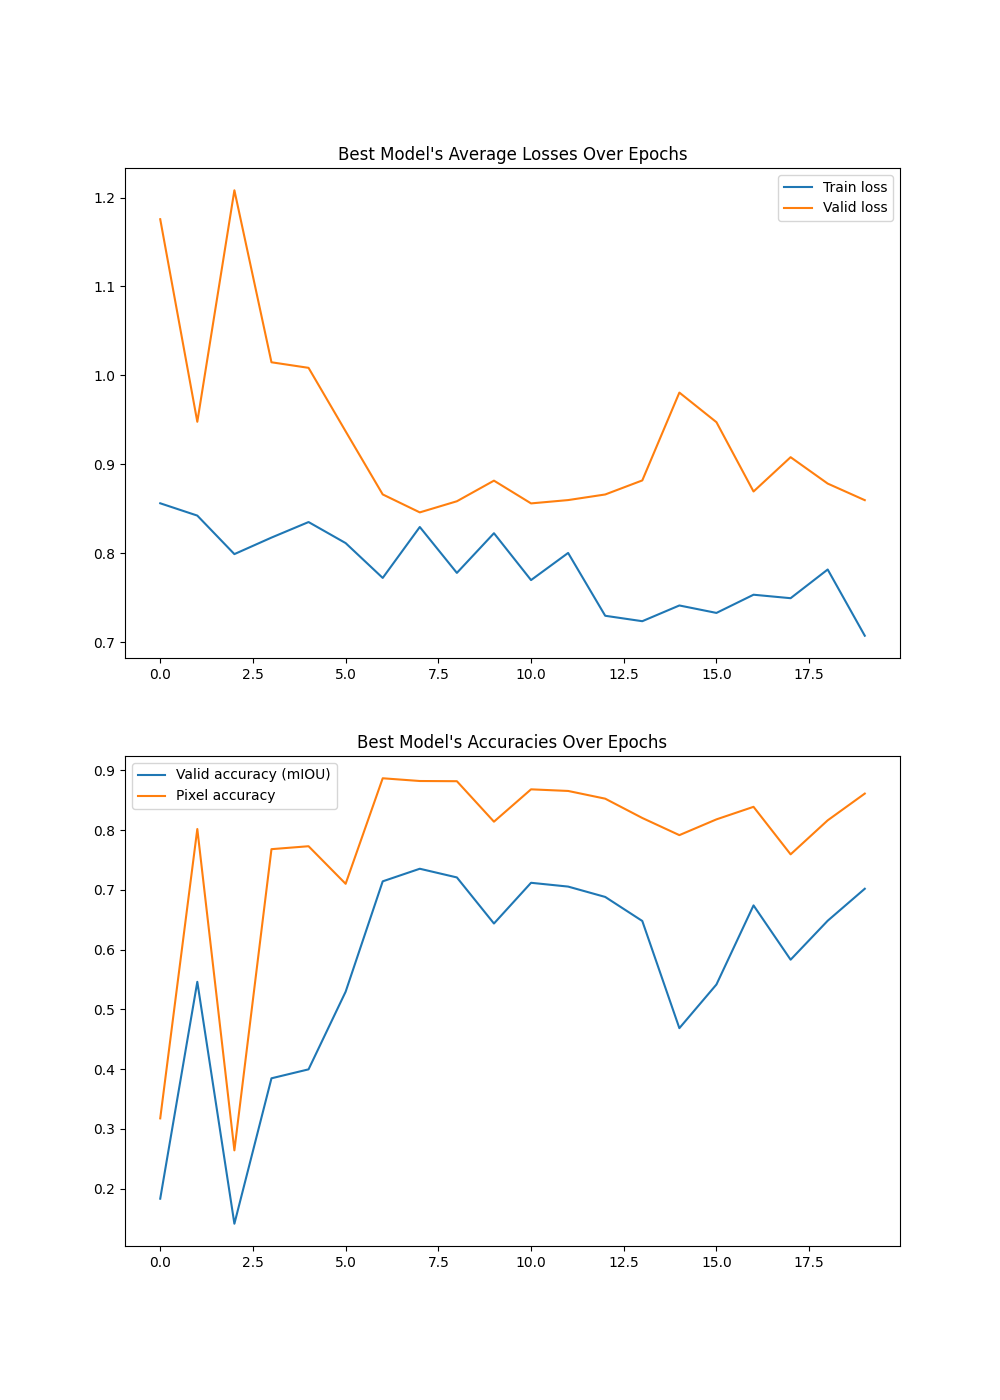 Best Model's Average Losses Over Epochs
Train loss
Valid loss
1.2
1.1
1.0
0.9
0.8
0.7
0.0 2.5 5.0 7.5 10.0 12.5 15.0 17.5
Best Model's Accuracies Over Epochs
Valid accuracy (mIOU)
Pixel accuracy
0.9
0.8
0.7
0.6
0.5
0.4
0.3
0.2
0.0 2.5 5.0 7.5 10.0 12.5 15.0 17.5